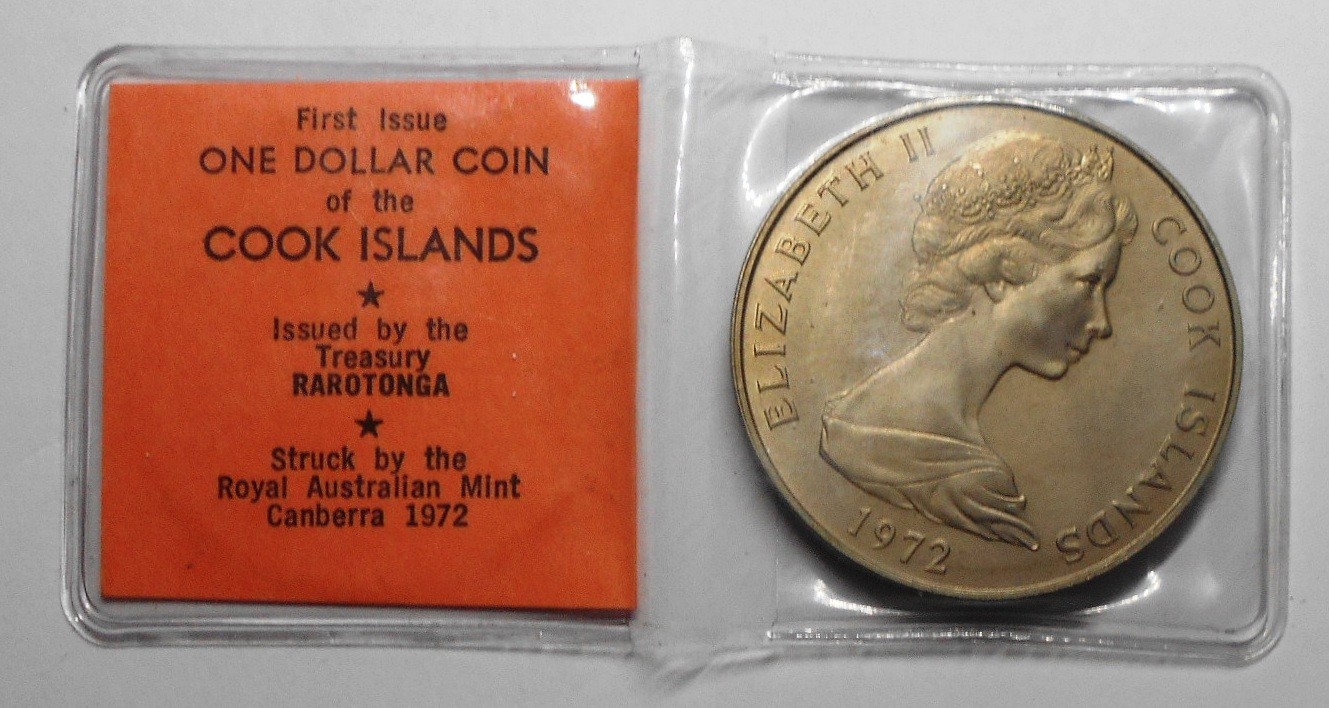 First Issue
ONE DOLLAR COIN
of the
COOK ISLANDS
★
Issued by the
Treasury
RAROTONGA
★
Struck by the
Royal Australian Mint
Canberra 1972
ELIZABETH II
COOK ISLANDS
1972